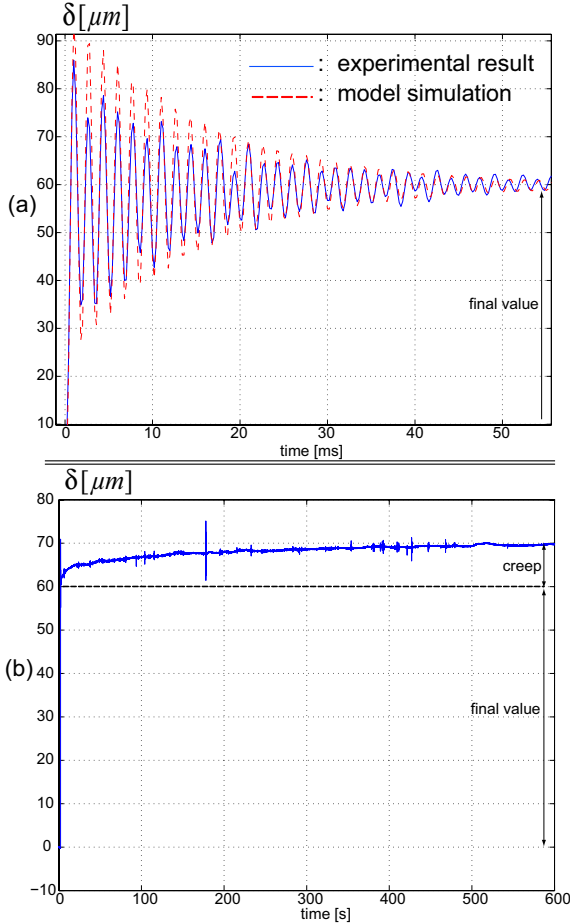 δ[μm]
: experimental result
: model simulation
90
80
70
60
50
40
30
20
10
(a)
final value
0 10 20 30 40 50
time [ms]
δ[μm]
80
70
60
50
40
30
20
10
0
−10
(b)
creep
final value
0 100 200 300 400 500 600
time [s]